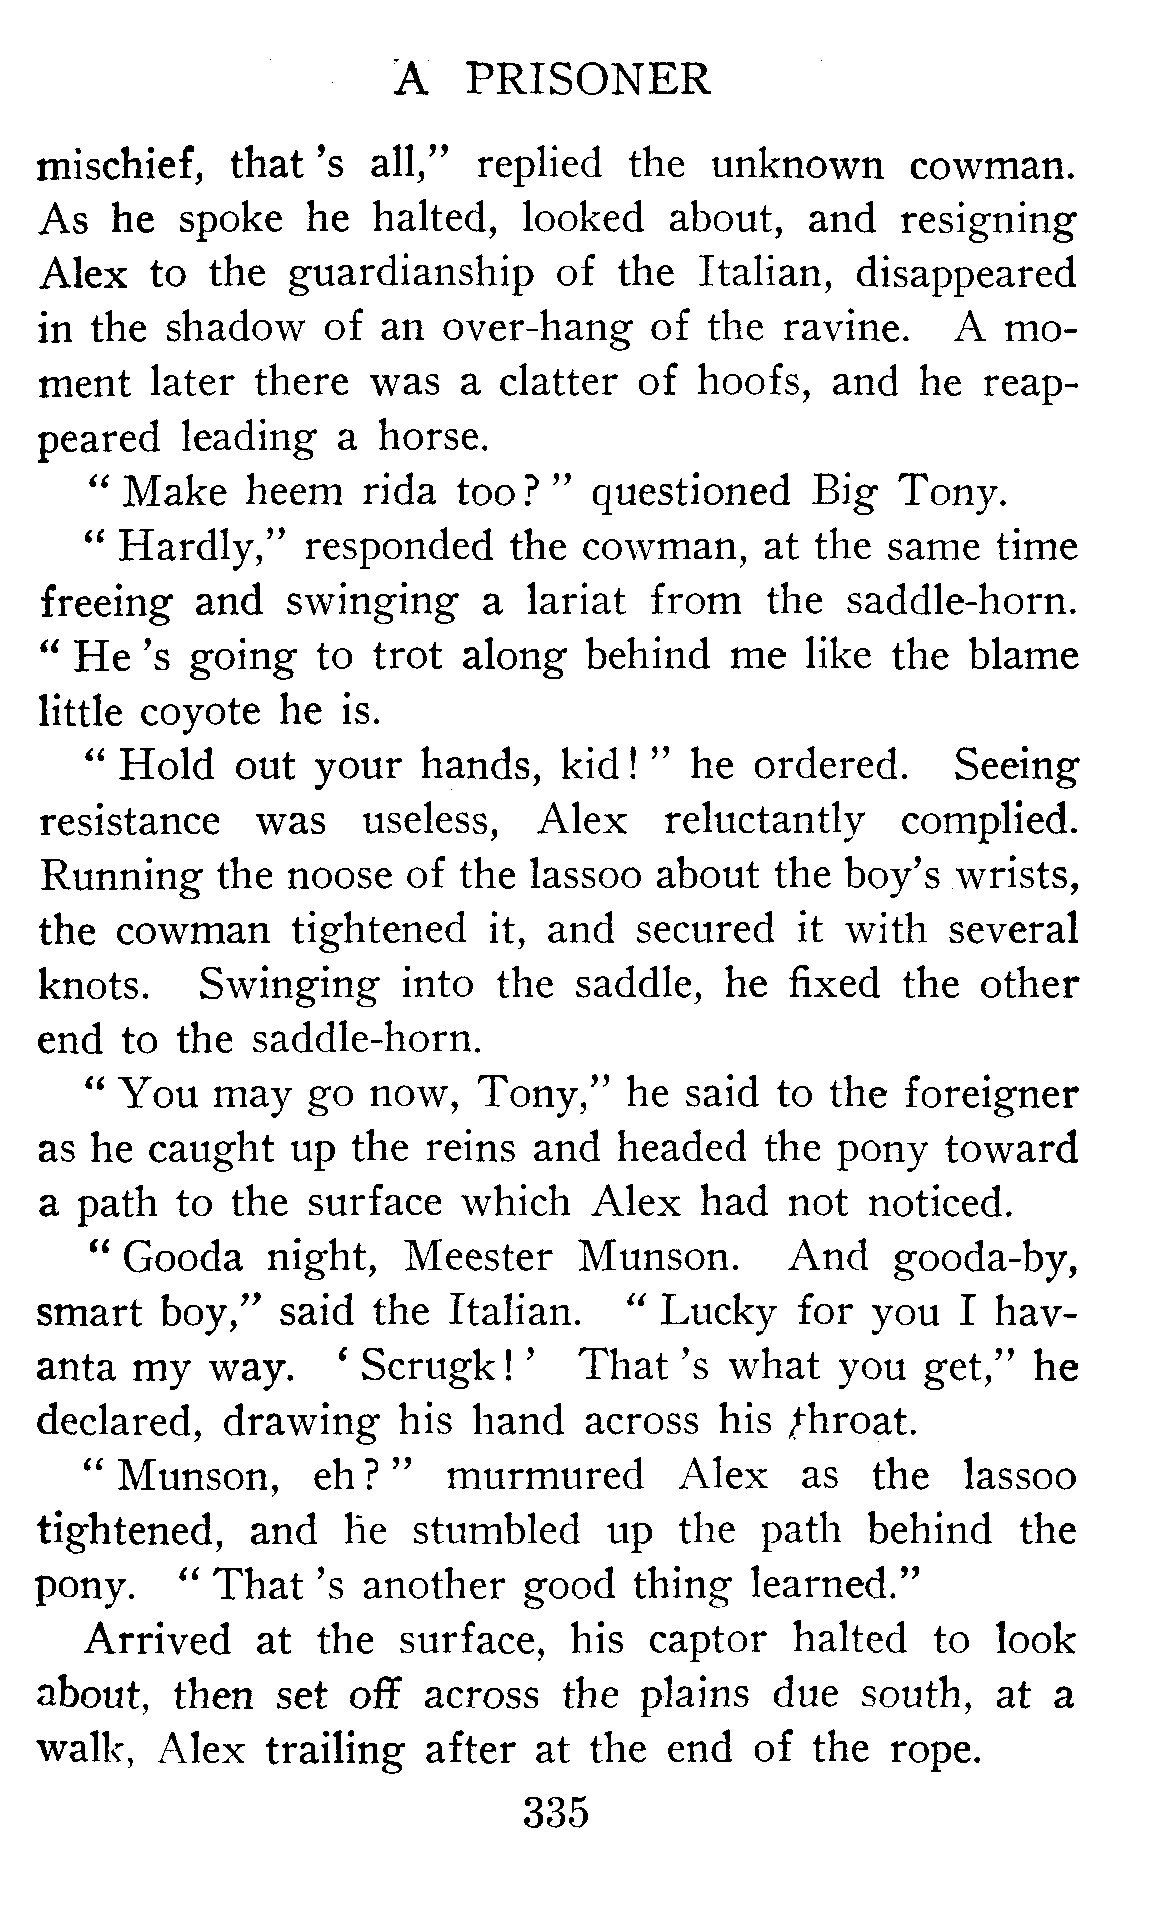 A PRISONER
mischief, that 's all,” replied the unknown cowman.
As he spoke he halted, looked about, and resigning
Alex to the guardianship of the Italian, disappeared
in the shadow of an over-hang of the ravine. A mo-
ment later there was a clatter of hoofs, and he reap-
peared leading a horse.
“ Make heem rida too? ” questioned Big Tony.
“ Hardly,” responded the cowman, at the same time
freeing and swinging a lariat from the saddle-horn.
“ He 's going to trot along behind me like the blame
little coyote he is.
“ Hold out your hands, kid! ” he ordered. Seeing
resistance was useless, Alex reluctantly complied.
Running the noose of the lassoo about the boy's wrists,
the cowman tightened it, and secured it with several
knots. Swinging into the saddle, he fixed the other
end to the saddle-horn.
“ You may go now, Tony,” he said to the foreigner
as he caught up the reins and headed the pony toward
a path to the surface which Alex had not noticed.
“ Gooda night, Meester Munson. And gooda-by,
smart boy,” said the Italian. “ Lucky for you I hav-
anta my way. ‘ Scrugk! ’ That 's what you get,” he
declared, drawing his hand across his throat.
“ Munson, eh? ” murmured Alex as the lassoo
tightened, and he stumbled up the path behind the
pony. “ That 's another good thing learned.”
Arrived at the surface, his captor halted to look
about, then set off across the plains due south, at a
walk, Alex trailing after at the end of the rope.
335